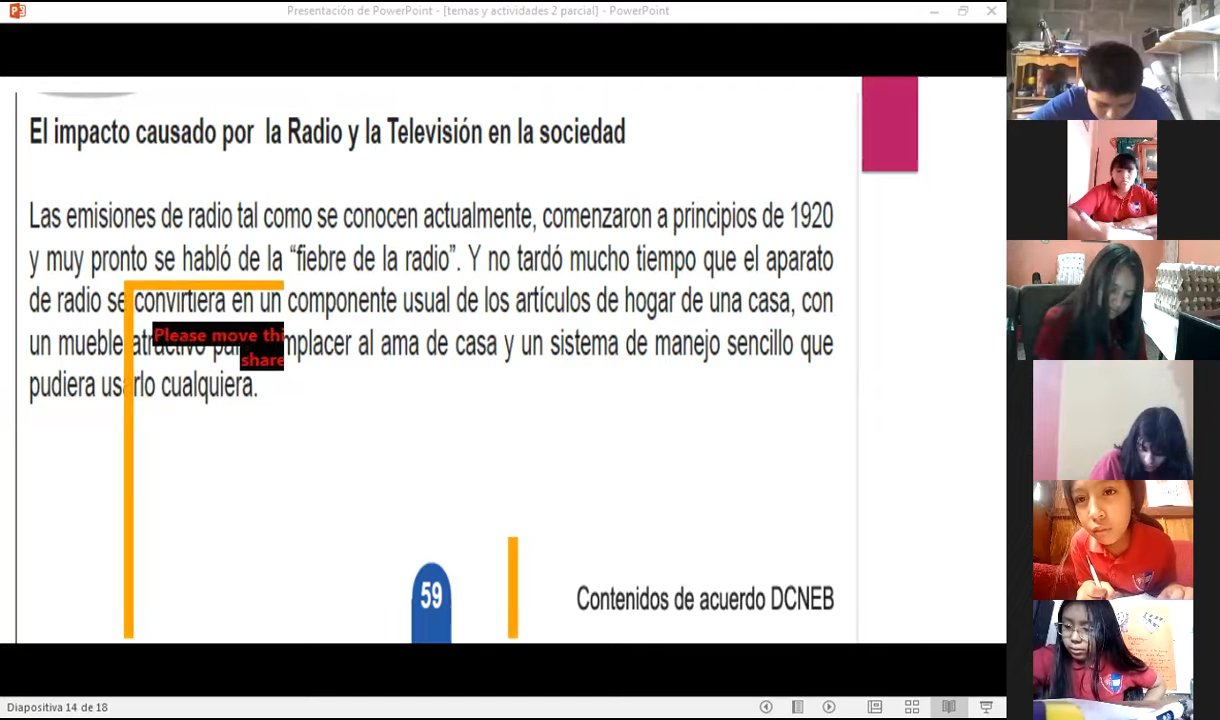 Presentación de PowerPoint - [temas y actividades 2 parcial] - PowerPoint
El impacto causado por la Radio y la Televisión en la sociedad
Las emisiones de radio tal como se conocen actualmente, comenzaron a principios de 1920
y muy pronto se habló de la “fiebre de la radio”. Y no tardó mucho tiempo que el aparato
de radio se convirtiera en un componente usual de los artículos de hogar de una casa, con
un mueble al ama de casa y un sistema de manejo sencillo que
pudiera usarlo cualquiera.
Please move
share
59
Contenidos de acuerdo DCNEB
Diapositiva 14 de 18